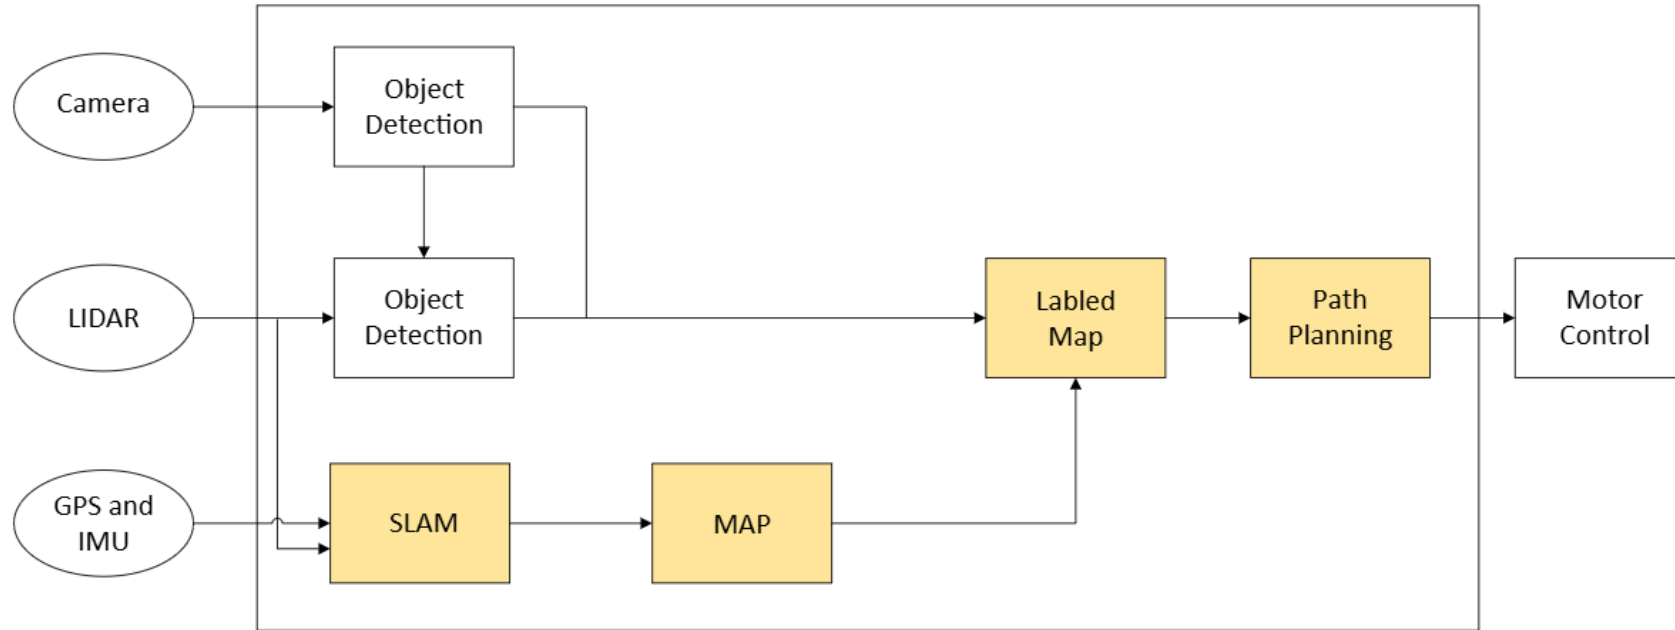 Camera
Object
Detection
LIDAR
Object
Detection
Labled
Map
Path
Planning
Motor
Control
GPS and
IMU
SLAM
MAP